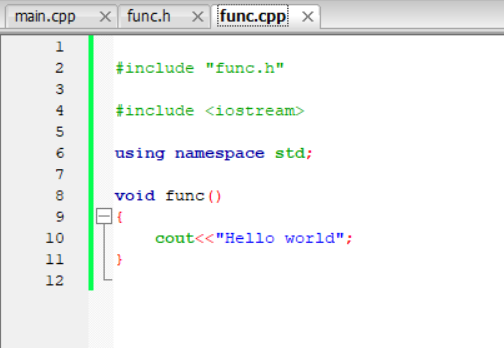 main.cpp func.h func.cpp
1
2 #include "func.h"
3
4 #include <iostream>
5
6 using namespace std;
7
8 void func()
9 {
10 cout<<"Hello world";
11 }
12